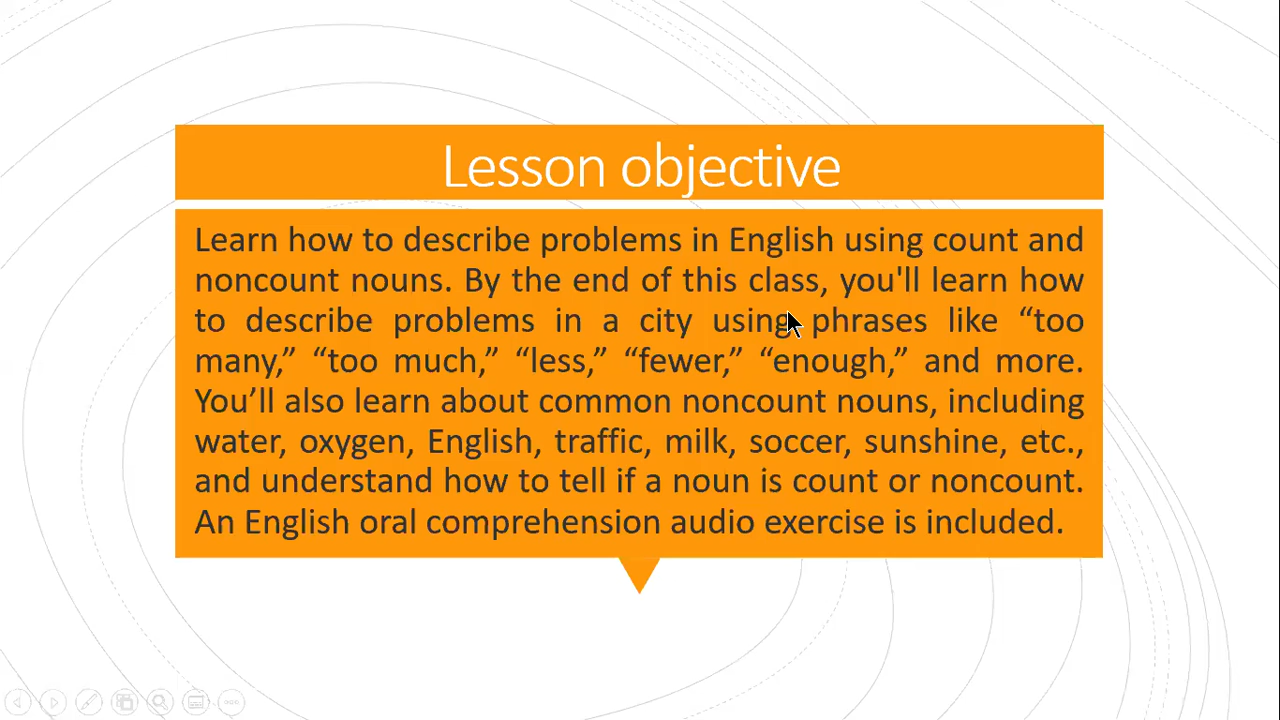 Lesson objective
Learn how to describe problems in English using count and
noncount nouns. By the end of this class, you'll learn how
to describe problems in a city using phrases like “too
many,” “too much,” “less,” “fewer,” “enough,” and more.
You’ll also learn about common noncount nouns, including
water, oxygen, English, traffic, milk, soccer, sunshine, etc.,
and understand how to tell if a noun is count or noncount.
An English oral comprehension audio exercise is included.